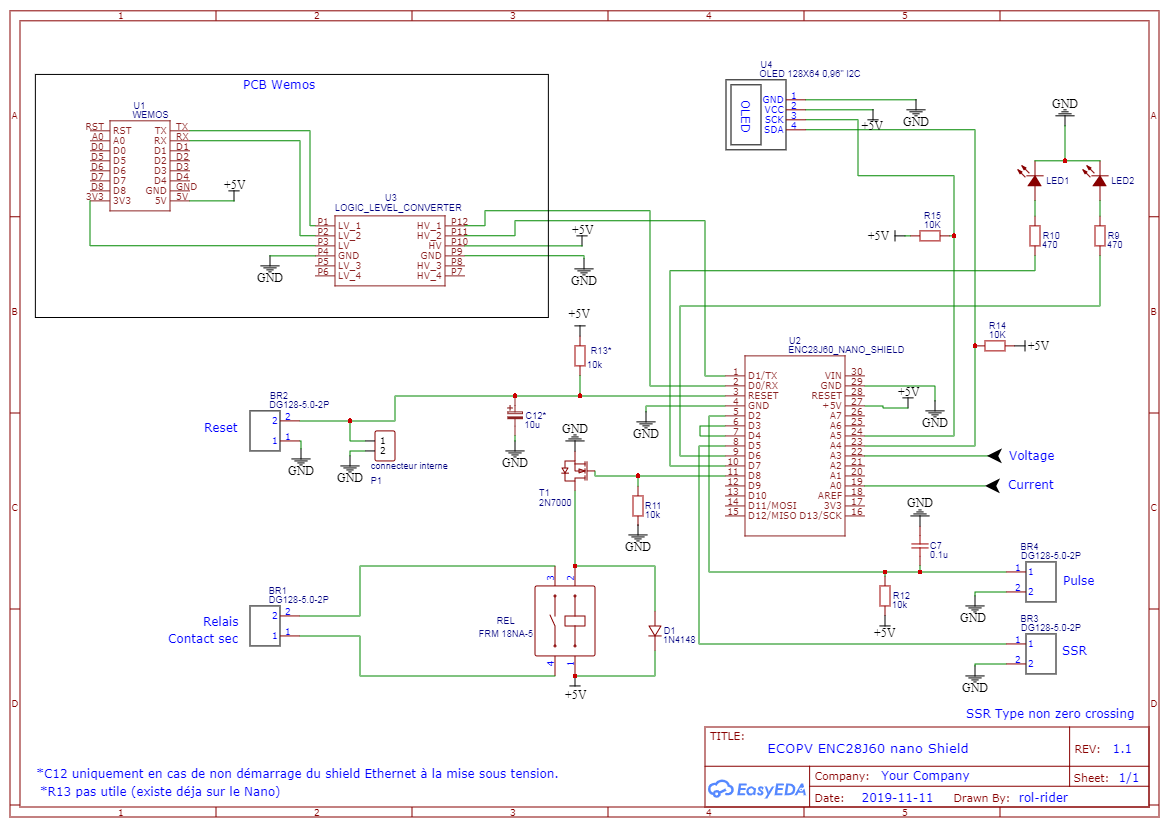 1 2 3 4 5
A A
B B
C C
D D
PCB Wemos
U1
WEMOS
RST RST TX TX
A0 A0 RX RX
D0 D0 D1 D1
D5 D5 D2 D2
D6 D6 D3 D3
D7 D7 D4 D4
D8 D8 GND GND
3V3 3V3 5V 5V
+5V
U3
LOGIC_LEVEL_CONVERTER
P1 LV_1 HV_1 P12
P2 LV_2 HV_2 P11
P3 LV HV P10
P4 GND GND P9
P5 LV_3 HV_3 P8
P6 LV_4 HV_4 P7
GND
+5V
GND
U4
OLED 128X64 0,96" I2C
OLED
GND 1
VCC 2
SCK 3
SDA 4
+5V
GND
GND
LED1
LED2
R10
470
R9
470
R15
10K
+5V
R14
10K
+5V
+5V
R13*
10k
C12*
10u
GND
BR2
DG128-5.0-2P
Reset
2 2
1 1
GND
1
2
connecteur interne
P1
GND
GND
T1
2N7000
R11
10k
GND
GND
U2
ENC28J60_NANO_SHIELD
1 D1/TX VIN 30
2 D0/RX GND 29
3 RESET RESET 28
4 GND +5V 27
5 D2 A7 26
6 D3 A6 25
7 D4 A5 24
8 D5 A4 23
9 D6 A3 22
10 D7 A2 21
11 D8 A1 20
12 D9 A0 19
13 D10 AREF 18
14 D11/MOSI 3V3 17
15 D12/MISO D13/SCK 16
+5V
GND
Voltage
Current
GND
C7
0.1u
R12
10k
+5V
BR4
DG128-5.0-2P
1 1
2 2
Pulse
GND
BR3
DG128-5.0-2P
1 1
2 2
SSR
GND
SSR Type non zero crossing
BR1
DG128-5.0-2P
Relais
Contact sec
2 2
1 1
REL
FRM 18NA-5
3 2
4 1
+5V
D1
1N4148
*C12 uniquement en cas de non démarrage du shield Ethernet à la mise sous tension.
*R13 pas utile (existe déja sur le Nano)
TITLE:
ECOPV ENC28J60 nano Shield
REV: 1.1
EasyEDA
Company: Your Company
Sheet: 1/1
Date: 2019-11-11 Drawn By: rol-rider
1 2 3 4 5